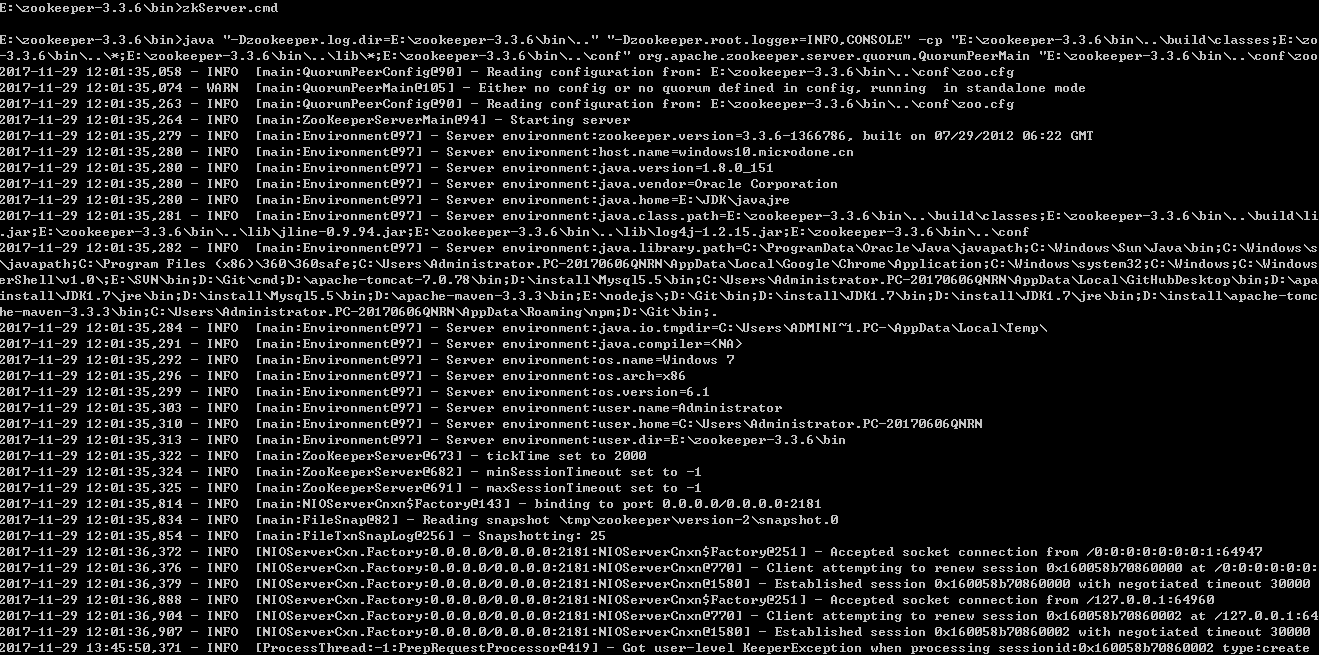 E:\zookeeper-3.3.6\bin>zkServer.cmd
E:\zookeeper-3.3.6\bin>java "-Dzookeeper.log.dir=E:\zookeeper-3.3.6\bin\.." "-Dzookeeper.root.logger=INFO,CONSOLE" -cp "E:\zookeeper-3.3.6\bin\..\build\classes;E:\zo
-3.3.6\bin\..\*;E:\zookeeper-3.3.6\bin\..\lib\*;E:\zookeeper-3.3.6\bin\..\conf" org.apache.zookeeper.server.quorum.QuorumPeerMain "E:\zookeeper-3.3.6\bin\..\conf\zoo
2017-11-29 12:01:35,058 - INFO  [main:QuorumPeerConfig@90] - Reading configuration from: E:\zookeeper-3.3.6\bin\..\conf\zoo.cfg
2017-11-29 12:01:35,074 - WARN  [main:QuorumPeerMain@105] - Either no config or no quorum defined in config, running  in standalone mode
2017-11-29 12:01:35,263 - INFO  [main:QuorumPeerConfig@90] - Reading configuration from: E:\zookeeper-3.3.6\bin\..\conf\zoo.cfg
2017-11-29 12:01:35,264 - INFO  [main:ZooKeeperServerMain@94] - Starting server
2017-11-29 12:01:35,279 - INFO  [main:Environment@97] - Server environment:zookeeper.version=3.3.6-1366786, built on 07/29/2012 06:22 GMT
2017-11-29 12:01:35,280 - INFO  [main:Environment@97] - Server environment:host.name=windows10.microdone.cn
2017-11-29 12:01:35,280 - INFO  [main:Environment@97] - Server environment:java.version=1.8.0_151
2017-11-29 12:01:35,280 - INFO  [main:Environment@97] - Server environment:java.vendor=Oracle Corporation
2017-11-29 12:01:35,280 - INFO  [main:Environment@97] - Server environment:java.home=E:\JDK\javajre
2017-11-29 12:01:35,281 - INFO  [main:Environment@97] - Server environment:java.class.path=E:\zookeeper-3.3.6\bin\..\build\classes;E:\zookeeper-3.3.6\bin\..\build\li
.jar;E:\zookeeper-3.3.6\bin\..\lib\jline-0.9.94.jar;E:\zookeeper-3.3.6\bin\..\lib\log4j-1.2.15.jar;E:\zookeeper-3.3.6\bin\..\conf
2017-11-29 12:01:35,282 - INFO  [main:Environment@97] - Server environment:java.library.path=C:\ProgramData\Oracle\Java\javapath;C:\Windows\Sun\Java\bin;C:\Windows\s
\javapath;C:\Program Files (x86)\360\360safe;C:\Users\Administrator.PC-20170606QNRN\AppData\Local\Google\Chrome\Application;C:\Windows\system32;C:\Windows;C:\Windows
erShell\v1.0\;E:\SVN\bin;D:\Git\cmd;D:\apache-tomcat-7.0.78\bin;D:\install\Mysql5.5\bin;C:\Users\Administrator.PC-20170606QNRN\AppData\Local\GitHubDesktop\bin;D:\apa
install\JDK1.7\jre\bin;D:\install\Mysql5.5\bin;D:\apache-maven-3.3.3\bin;E:\nodejs\;D:\Git\bin;D:\install\JDK1.7\bin;D:\install\JDK1.7\jre\bin;D:\install\apache-tomc
he-maven-3.3.3\bin;C:\Users\Administrator.PC-20170606QNRN\AppData\Roaming\npm;D:\Git\bin;.
2017-11-29 12:01:35,284 - INFO  [main:Environment@97] - Server environment:java.io.tmpdir=C:\Users\ADMINI~1.PC-\AppData\Local\Temp\
2017-11-29 12:01:35,291 - INFO  [main:Environment@97] - Server environment:java.compiler=<NA>
2017-11-29 12:01:35,292 - INFO  [main:Environment@97] - Server environment:os.name=Windows 7
2017-11-29 12:01:35,296 - INFO  [main:Environment@97] - Server environment:os.arch=x86
2017-11-29 12:01:35,299 - INFO  [main:Environment@97] - Server environment:os.version=6.1
2017-11-29 12:01:35,303 - INFO  [main:Environment@97] - Server environment:user.name=Administrator
2017-11-29 12:01:35,310 - INFO  [main:Environment@97] - Server environment:user.home=C:\Users\Administrator.PC-20170606QNRN
2017-11-29 12:01:35,313 - INFO  [main:Environment@97] - Server environment:user.dir=E:\zookeeper-3.3.6\bin
2017-11-29 12:01:35,322 - INFO  [main:ZooKeeperServer@673] - tickTime set to 2000
2017-11-29 12:01:35,324 - INFO  [main:ZooKeeperServer@682] - minSessionTimeout set to -1
2017-11-29 12:01:35,325 - INFO  [main:ZooKeeperServer@691] - maxSessionTimeout set to -1
2017-11-29 12:01:35,814 - INFO  [main:NIOServerCnxn$Factory@143] - binding to port 0.0.0.0/0.0.0.0:2181
2017-11-29 12:01:35,834 - INFO  [main:FileSnap@82] - Reading snapshot \tmp\zookeeper\version-2\snapshot.0
2017-11-29 12:01:35,854 - INFO  [main:FileTxnSnapLog@256] - Snapshotting: 25
2017-11-29 12:01:36,372 - INFO  [NIOServerCxn.Factory:0.0.0.0/0.0.0.0:2181:NIOServerCnxn$Factory@251] - Accepted socket connection from /0:0:0:0:0:0:0:1:64947
2017-11-29 12:01:36,376 - INFO  [NIOServerCxn.Factory:0.0.0.0/0.0.0.0:2181:NIOServerCnxn@770] - Client attempting to renew session 0x160058b70860000 at /0:0:0:0:0:0:
2017-11-29 12:01:36,379 - INFO  [NIOServerCxn.Factory:0.0.0.0/0.0.0.0:2181:NIOServerCnxn@1580] - Established session 0x160058b70860000 with negotiated timeout 30000
2017-11-29 12:01:36,888 - INFO  [NIOServerCxn.Factory:0.0.0.0/0.0.0.0:2181:NIOServerCnxn$Factory@251] - Accepted socket connection from /127.0.0.1:64960
2017-11-29 12:01:36,904 - INFO  [NIOServerCxn.Factory:0.0.0.0/0.0.0.0:2181:NIOServerCnxn@770] - Client attempting to renew session 0x160058b70860002 at /127.0.0.1:64
2017-11-29 12:01:36,907 - INFO  [NIOServerCxn.Factory:0.0.0.0/0.0.0.0:2181:NIOServerCnxn@1580] - Established session 0x160058b70860002 with negotiated timeout 30000
2017-11-29 13:45:50,371 - INFO  [ProcessThread:-1:PrepRequestProcessor@419] - Got user-level KeeperException when processing sessionid:0x160058b70860002 type:create